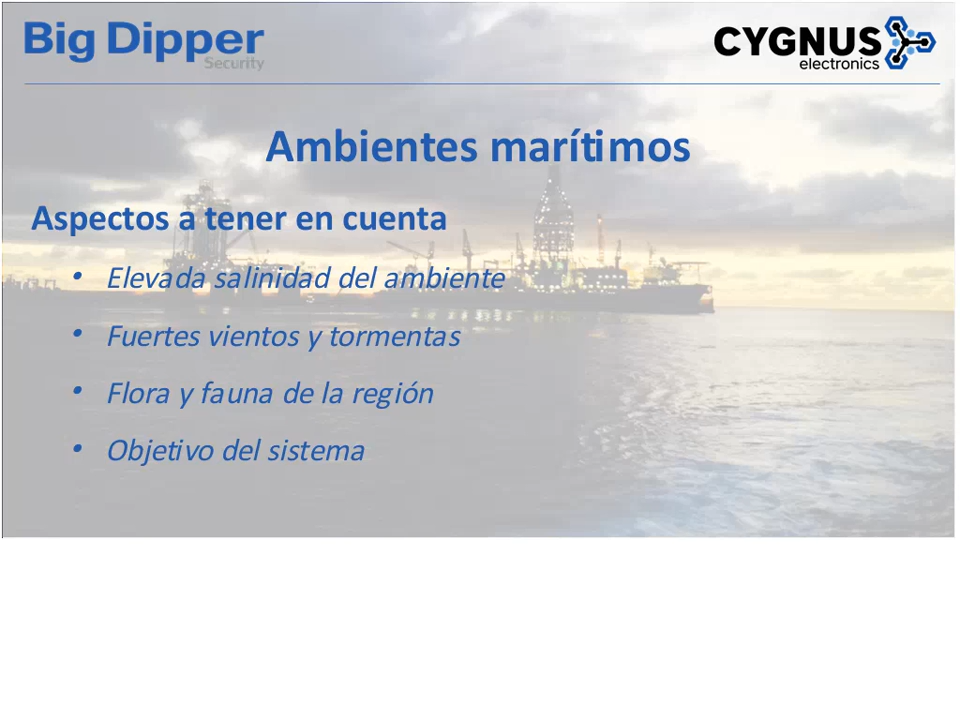 Big Dipper
Security
CYGNUS
electronics
Ambientes marítimos
Aspectos a tener en cuenta
• Elevada salinidad del ambiente
• Fuertes vientos y tormentas
• Flora y fauna de la región
• Objetivo del sistema